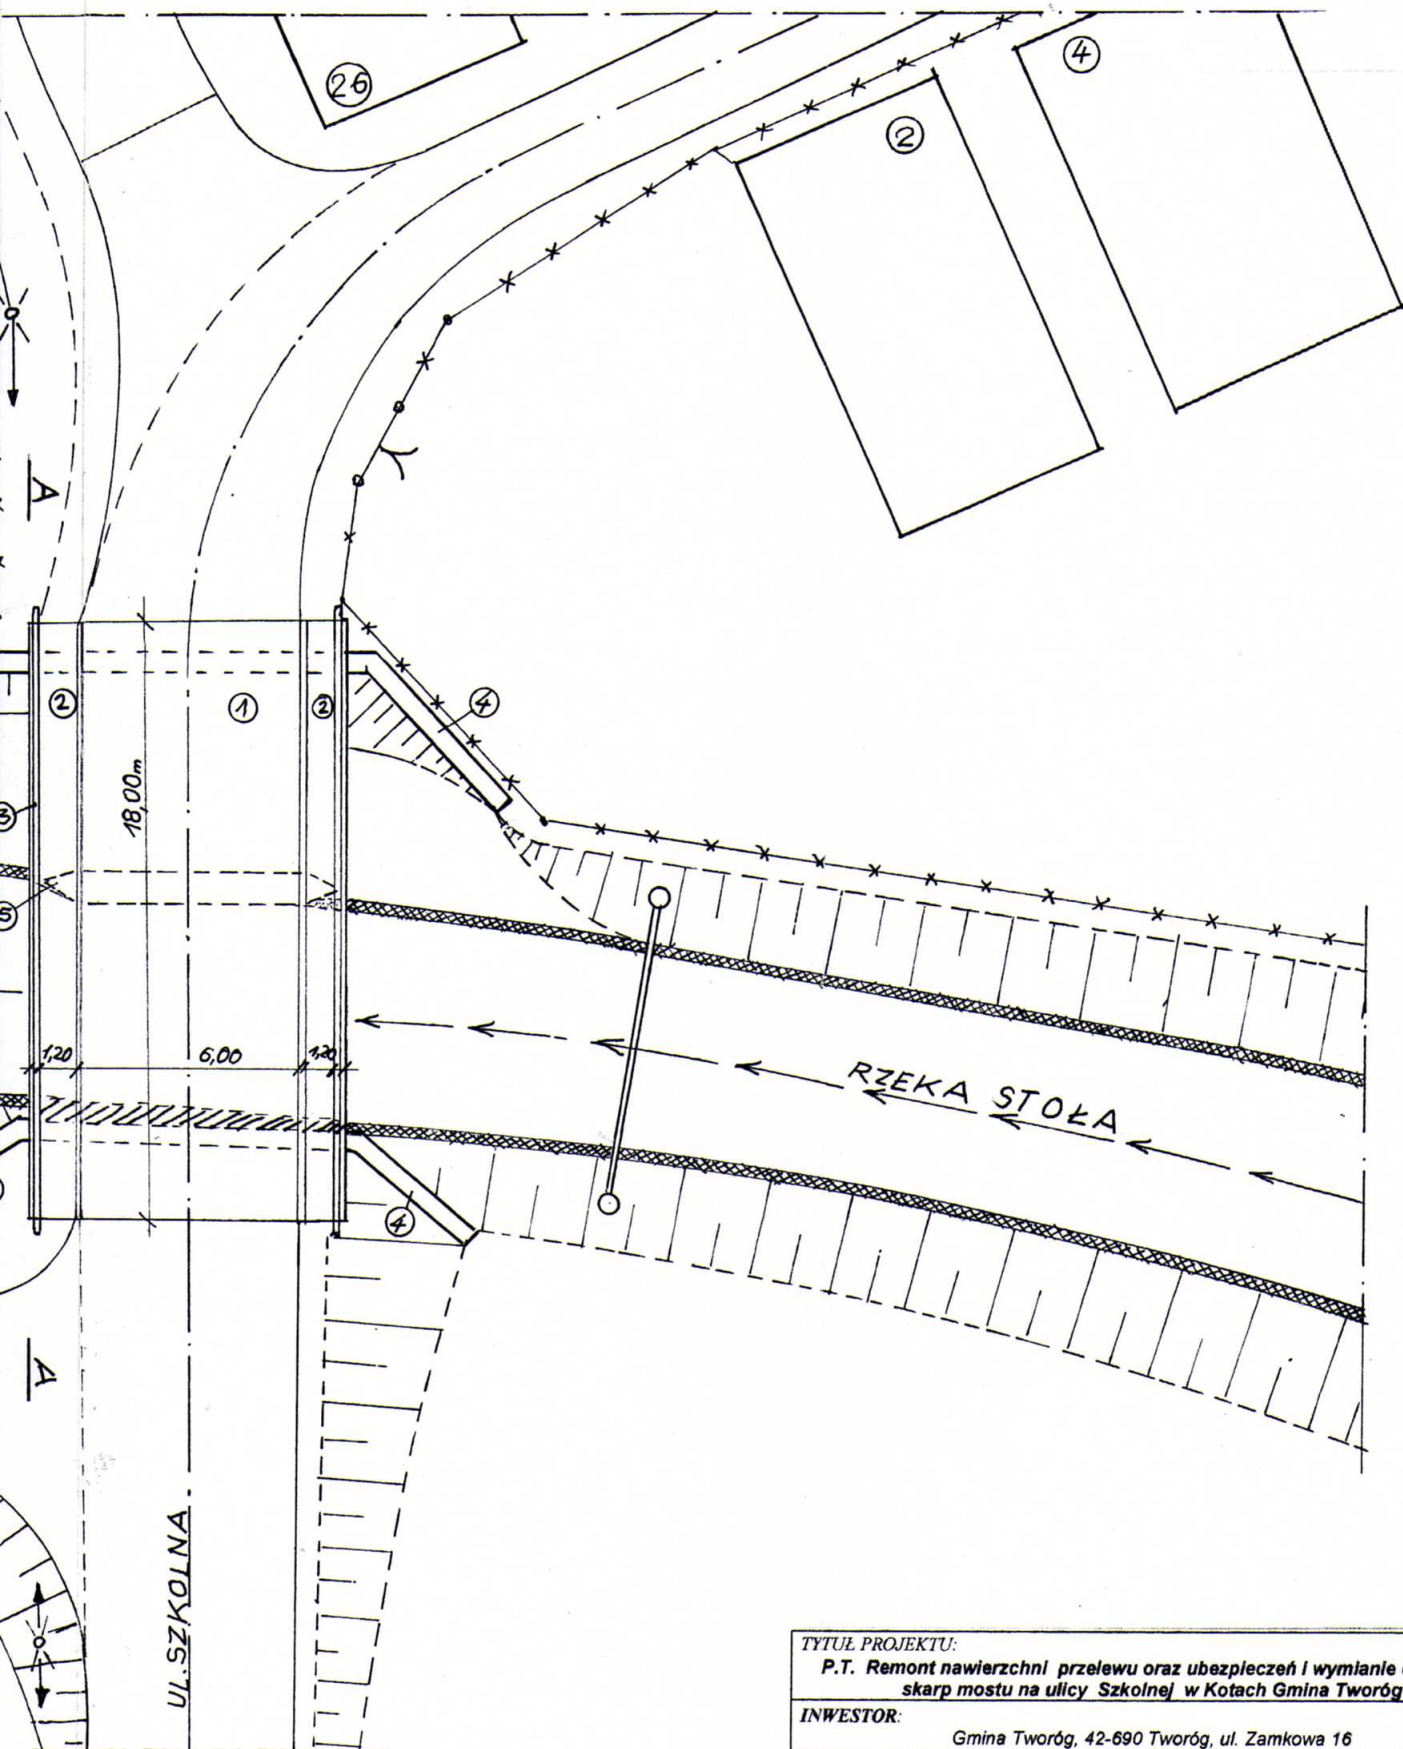 26
4
2
A
2
1
2
4
18,00m
3
5
1,20
6,00
1,20
RZEKA STOŁA
4
A
UL. SZKOLNA
TYTUŁ PROJEKTU:
P.T. Remont nawierzchni przelewu oraz ubezpieczeń i wymianie
skarp mostu na ulicy Szkolnej w Kotach Gmina Tworóg
INWESTOR:
Gmina Tworóg, 42-690 Tworóg, ul. Zamkowa 16